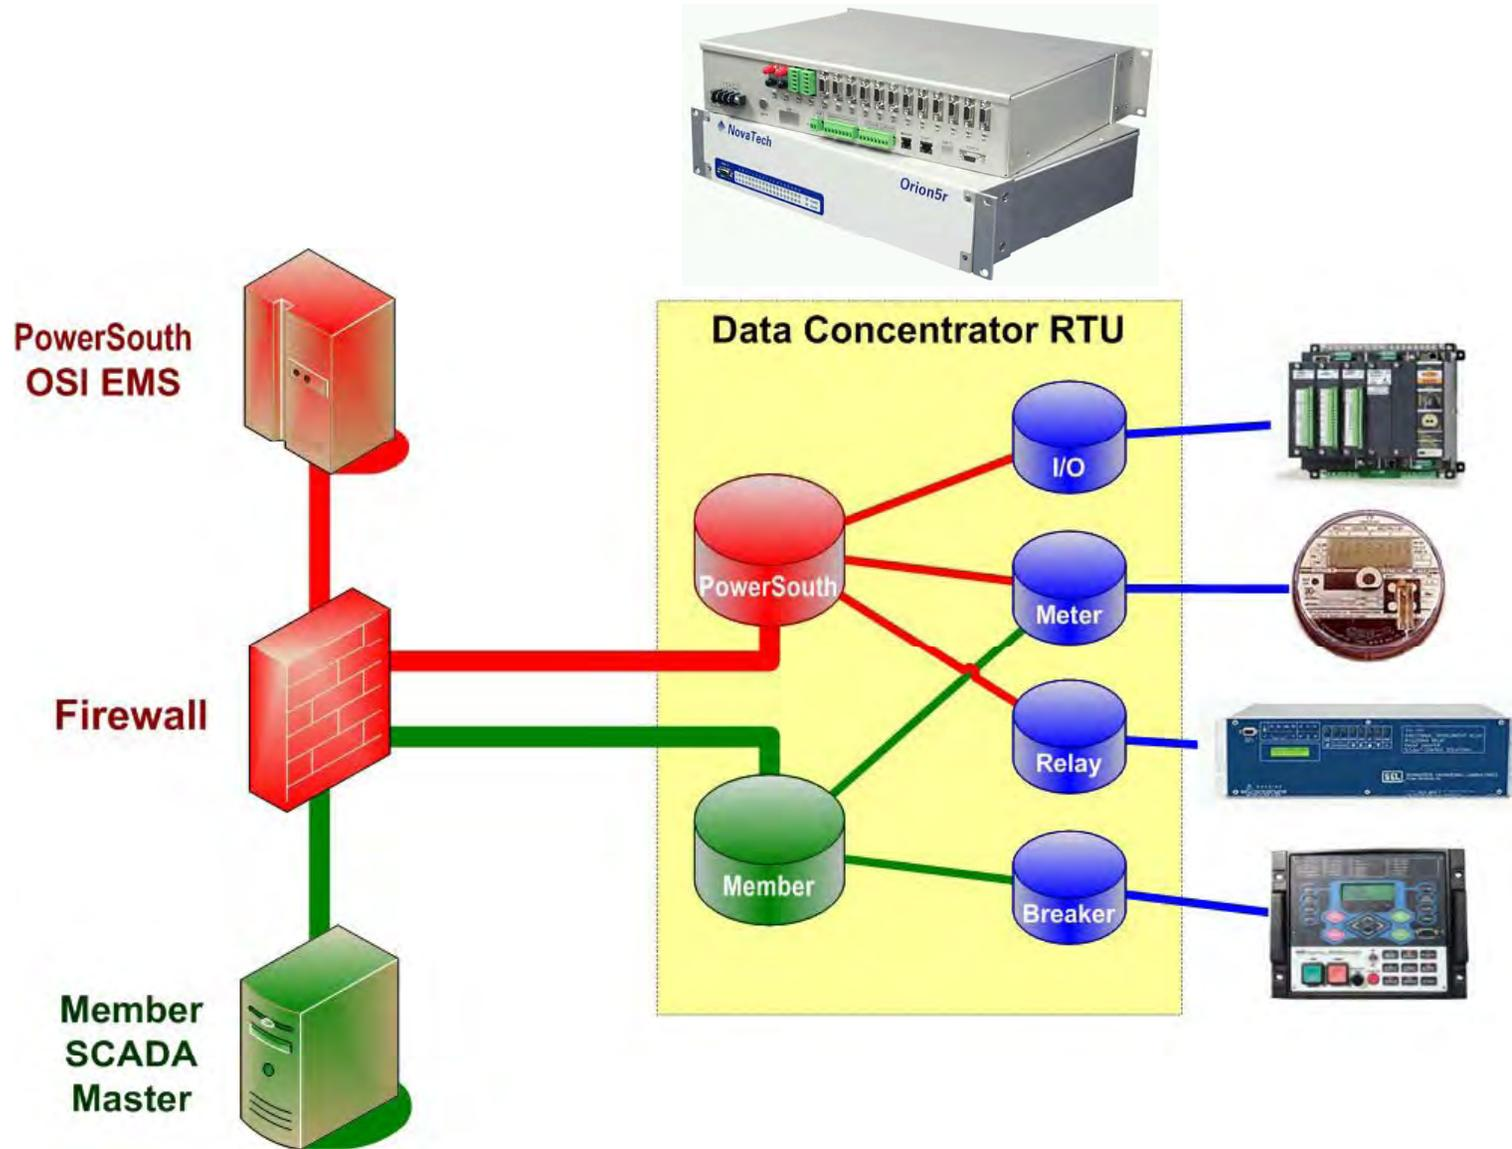 NovaTech
Orion5r
PowerSouth
OSI EMS
Data Concentrator RTU
I/O
PowerSouth
Meter
Firewall
Relay
SEL
Member
Breaker
Member
SCADA
Master